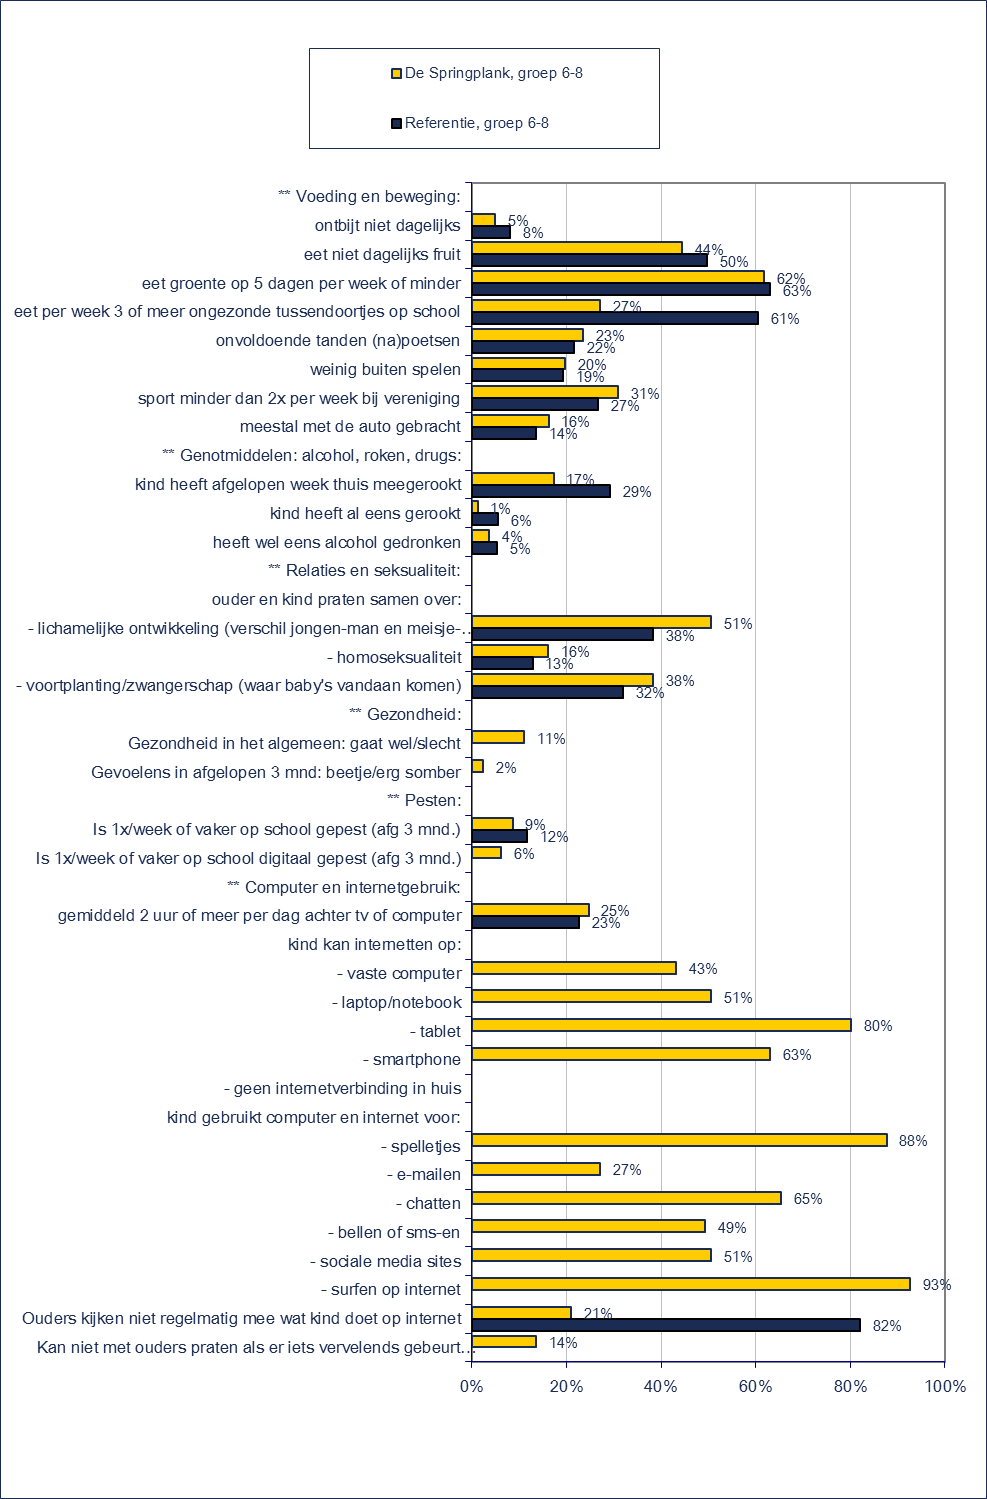 De Springplank, groep 6-8
Referentie, groep 6-8
** Voeding en beweging:
ontbijt niet dagelijks 5% 8%
eet niet dagelijks fruit 44% 50%
eet groente op 5 dagen per week of minder 62% 63%
eet per week 3 of meer ongezonde tussendoortjes op school 27% 61%
onvoldoende tanden (na)poetsen 23% 22%
weinig buiten spelen 20% 19%
sport minder dan 2x per week bij vereniging 31% 27%
meestal met de auto gebracht 16% 14%
** Genotmiddelen: alcohol, roken, drugs:
kind heeft afgelopen week thuis meegerookt 17% 29%
kind heeft al eens gerookt 1% 6%
heeft wel eens alcohol gedronken 4% 5%
** Relaties en seksualiteit:
ouder en kind praten samen over:
- lichamelijke ontwikkeling (verschil jongen-man en meisje-… 51% 38%
- homoseksualiteit 16% 13%
- voortplanting/zwangerschap (waar baby's vandaan komen) 38% 32%
** Gezondheid:
Gezondheid in het algemeen: gaat wel/slecht 11%
Gevoelens in afgelopen 3 mnd: beetje/erg somber 2%
** Pesten:
Is 1x/week of vaker op school gepest (afg 3 mnd.) 9% 12%
Is 1x/week of vaker op school digitaal gepest (afg 3 mnd.) 6%
** Computer en internetgebruik:
gemiddeld 2 uur of meer per dag achter tv of computer 25% 23%
kind kan internetten op:
- vaste computer 43%
- laptop/notebook 51%
- tablet 80%
- smartphone 63%
- geen internetverbinding in huis
kind gebruikt computer en internet voor:
- spelletjes 88%
- e-mailen 27%
- chatten 65%
- bellen of sms-en 49%
- sociale media sites 51%
- surfen op internet 93%
Ouders kijken niet regelmatig mee wat kind doet op internet 21% 82%
Kan niet met ouders praten als er iets vervelends gebeurt… 14%
0% 20% 40% 60% 80% 100%